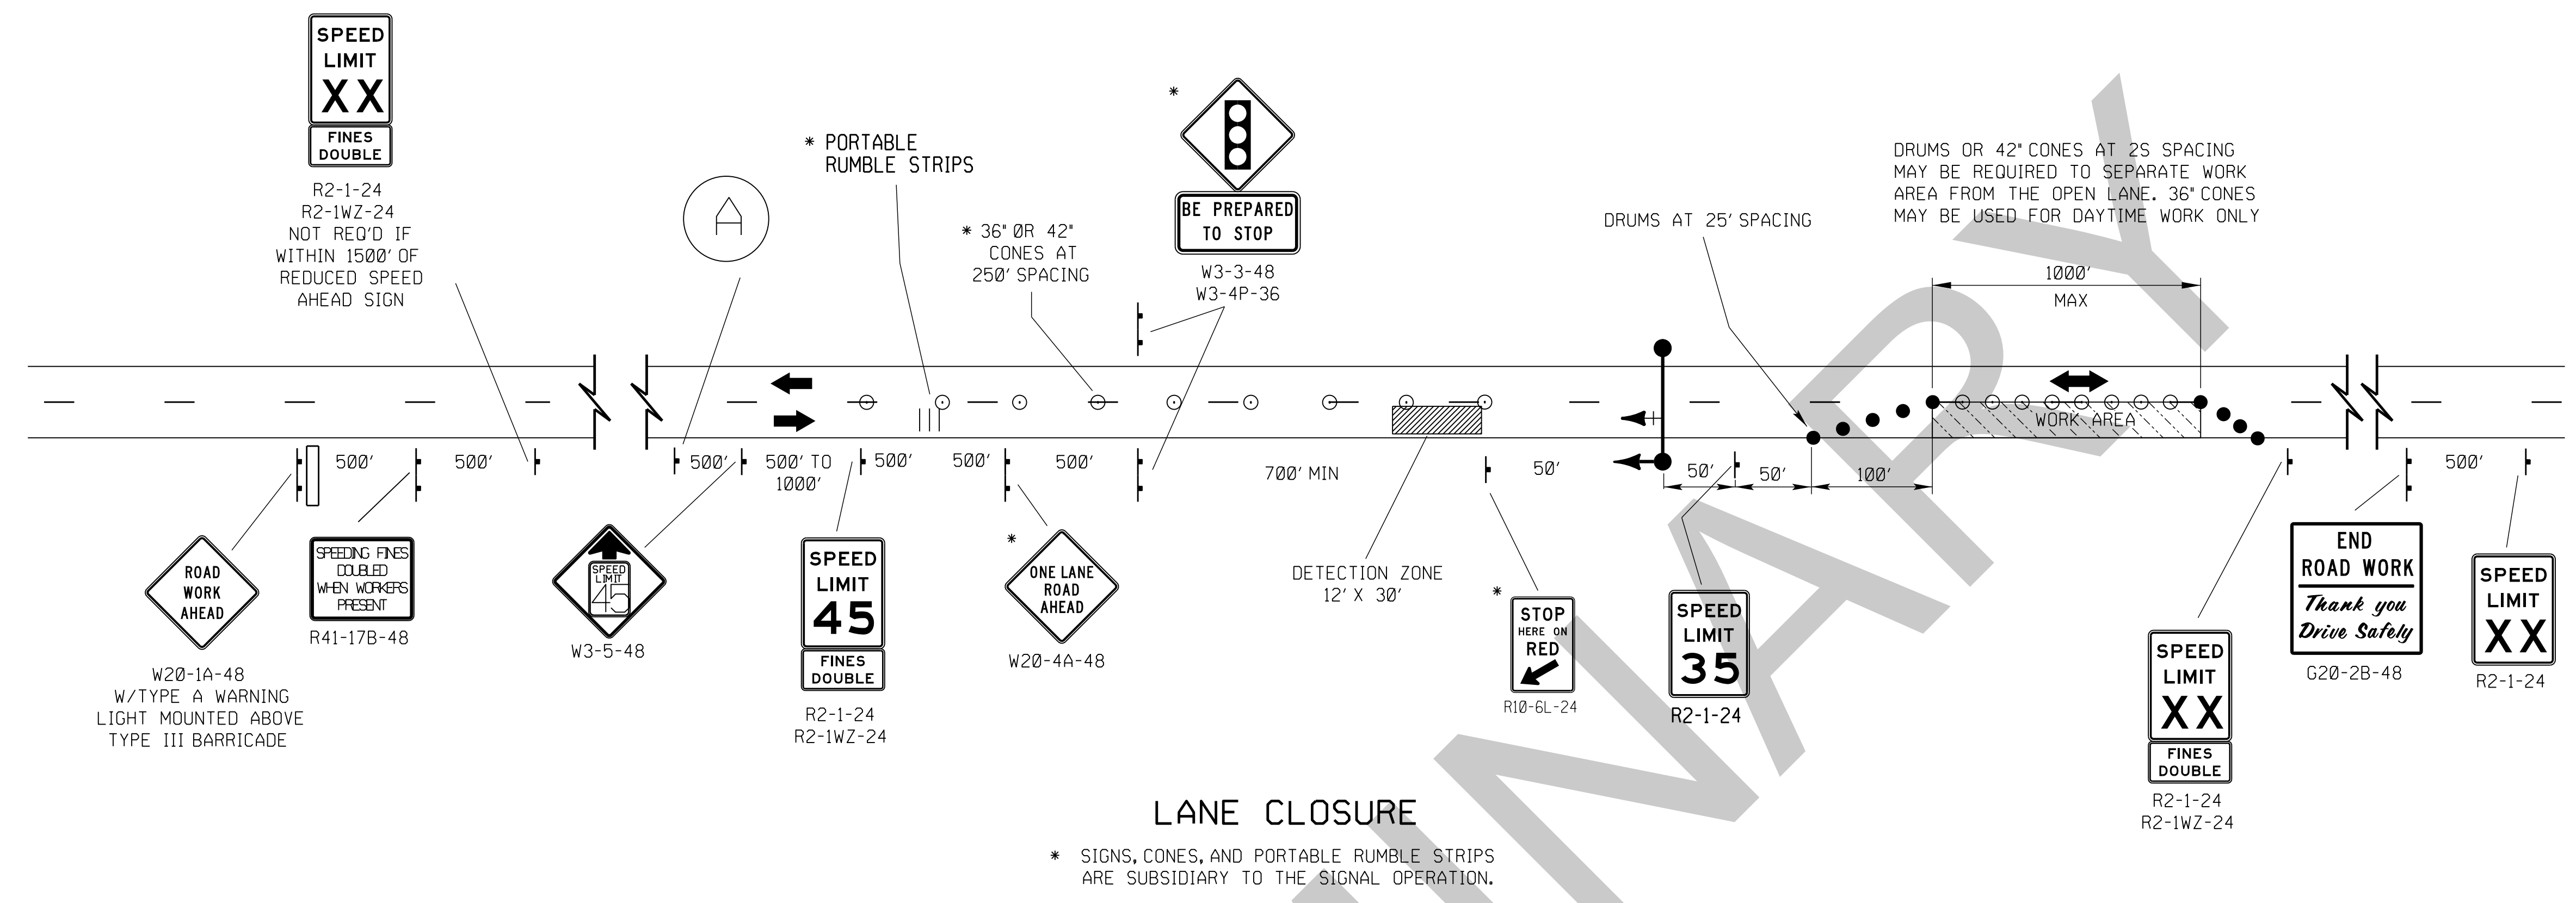 SPEED
LIMIT
XX
FINES
DOUBLE
R2-1-24
R2-1WZ-24
NOT REQ'D IF
WITHIN 1500' OF
REDUCED SPEED
AHEAD SIGN
A
* PORTABLE
RUMBLE STRIPS
* 36" ØR 42"
CONES AT
250' SPACING
*
BE PREPARED
TO STOP
W3-3-48
W3-4P-36
DRUMS AT 25' SPACING
DRUMS OR 42" CONES AT 2S SPACING
MAY BE REQUIRED TO SEPARATE WORK
AREA FROM THE OPEN LANE. 36" CONES
MAY BE USED FOR DAYTIME WORK ONLY
1000'
MAX
WORK AREA
500'
500'
500'
500' TO
1000'
500'
500'
500'
700' MIN
50'
50'
50'
100'
500'
ROAD
WORK
AHEAD
W20-1A-48
W/TYPE A WARNING
LIGHT MOUNTED ABOVE
TYPE III BARRICADE
SPEEDING FINES
DOUBLED
WHEN WORKERS
PRESENT
R41-17B-48
SPEED
LIMIT
45
W3-5-48
SPEED
LIMIT
45
FINES
DOUBLE
R2-1-24
R2-1WZ-24
*
ONE LANE
ROAD
AHEAD
W20-4A-48
DETECTION ZONE
12' X 30'
*
STOP
HERE ON
RED
R10-6L-24
SPEED
LIMIT
35
R2-1-24
SPEED
LIMIT
XX
FINES
DOUBLE
R2-1-24
R2-1WZ-24
END
ROAD WORK
Thank you
Drive Safely
G20-2B-48
SPEED
LIMIT
XX
R2-1-24
LANE CLOSURE
* SIGNS, CONES, AND PORTABLE RUMBLE STRIPS
ARE SUBSIDIARY TO THE SIGNAL OPERATION.
INARY